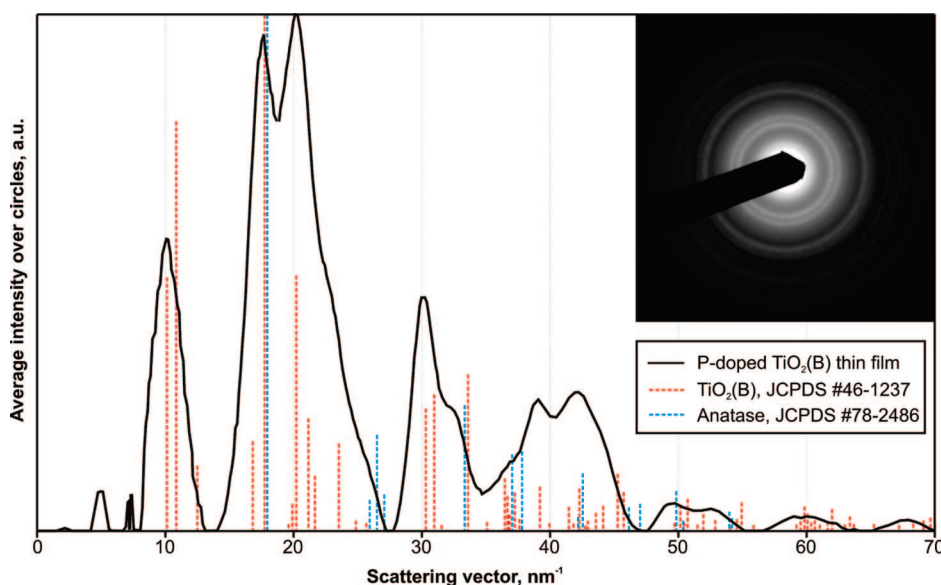 Average intensity over circles, a.u.
P-doped TiO₂(B) thin film
TiO₂(B), JCPDS #46-1237
Anatase, JCPDS #78-2486
0 10 20 30 40 50 60 70
Scattering vector, nm⁻¹